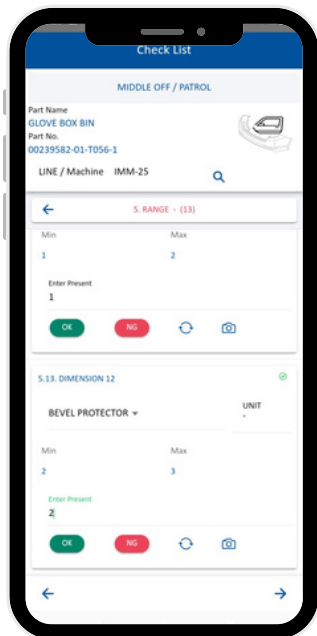 Check List
MIDDLE OFF / PATROL
Part Name
GLOVE BOX BIN
Part No.
00239582-01-T056-1
LINE / Machine IMM-25
5. RANGE - (13)
Min Max
1 2
Enter Present
1
OK NG
5.13. DIMENSION 12
BEVEL PROTECTOR UNIT
-
Min Max
2 3
Enter Present
2
OK NG